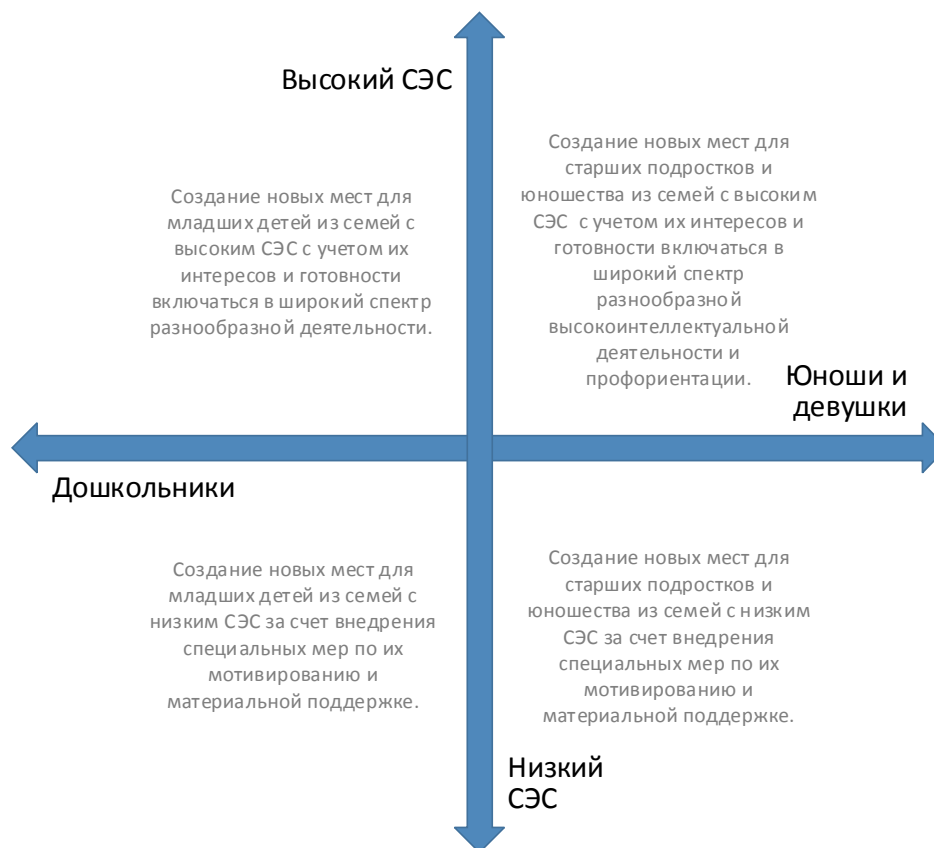 Высокий СЭС
Создание новых мест для
младших детей из семей с
высоким СЭС с учетом их
интересов и готовности
включаться в широкий спектр
разнообразной деятельности.
Создание новых мест для
старших подростков и
юношества из семей с высоким
СЭС с учетом их интересов и
готовности включаться в
широкий спектр
разнообразной
высокоинтеллектуальной
деятельности и
профориентации.
Юноши и
девушки
Дошкольники
Создание новых мест для
младших детей из семей с
низким СЭС за счет внедрения
специальных мер по их
мотивированию и
материальной поддержке.
Создание новых мест для
старших подростков и
юношества из семей с низким
СЭС за счет внедрения
специальных мер по их
мотивированию и
материальной поддержке.
Низкий
СЭС